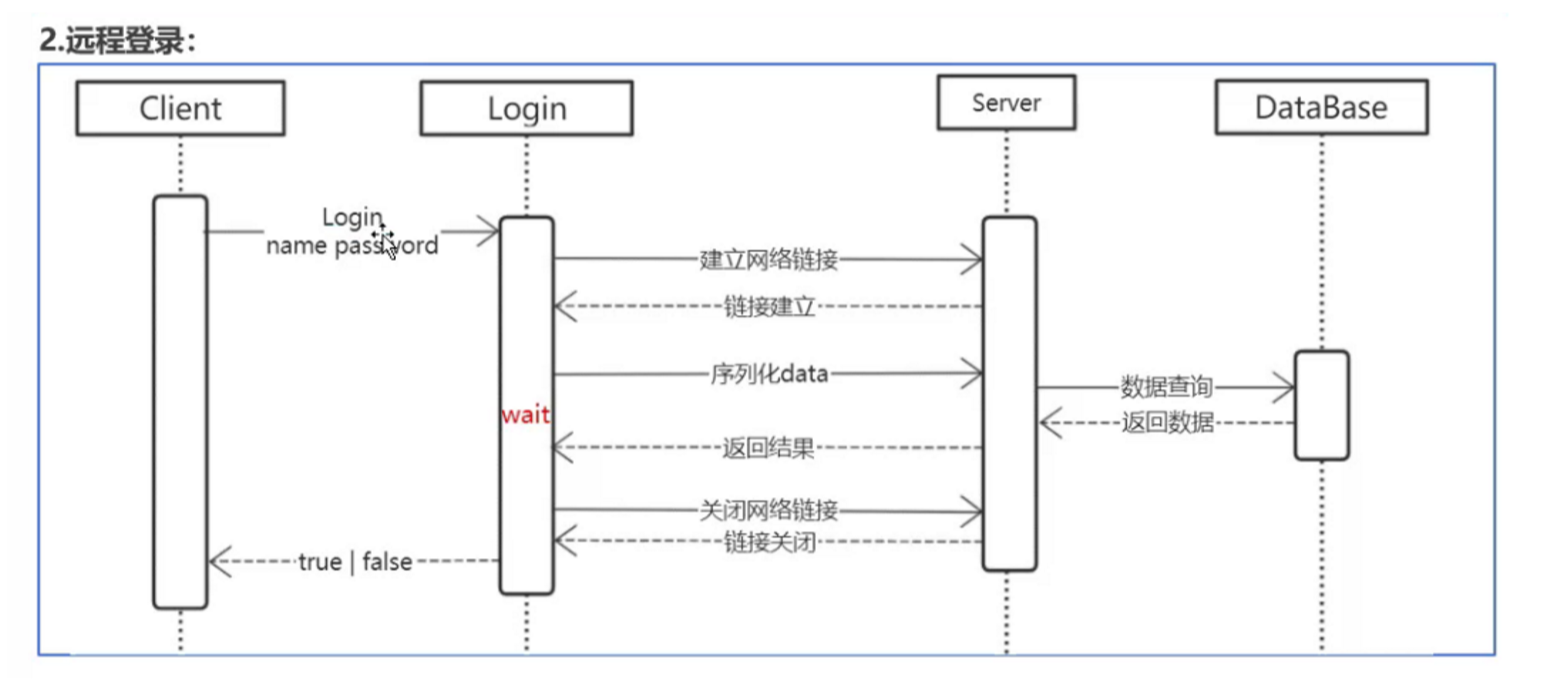 2.远程登录：
Client
Login
Server
DataBase
Login
name password
建立网络链接
链接建立
序列化data
数据查询
wait
返回数据
返回结果
关闭网络链接
链接关闭
true | false